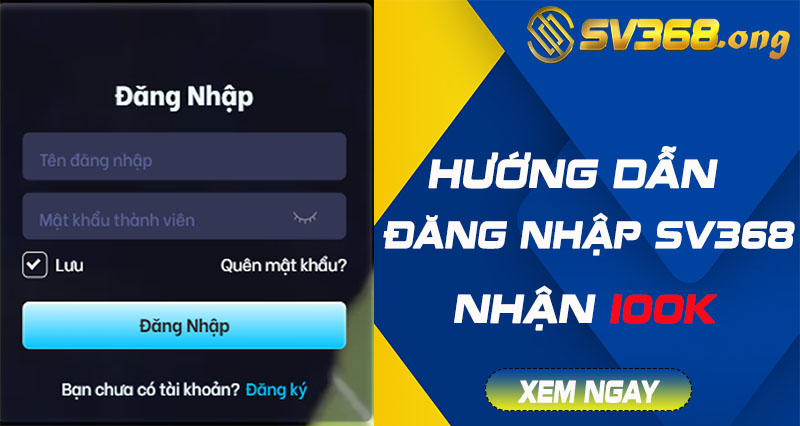 Đăng Nhập
Tên đăng nhập
Mật khẩu thành viên
Lưu
Quên mật khẩu?
Đăng Nhập
Bạn chưa có tài khoản? Đăng ký
SV368.ong
HƯỚNG DẪN
ĐĂNG NHẬP SV368
NHẬN 100K
XEM NGAY